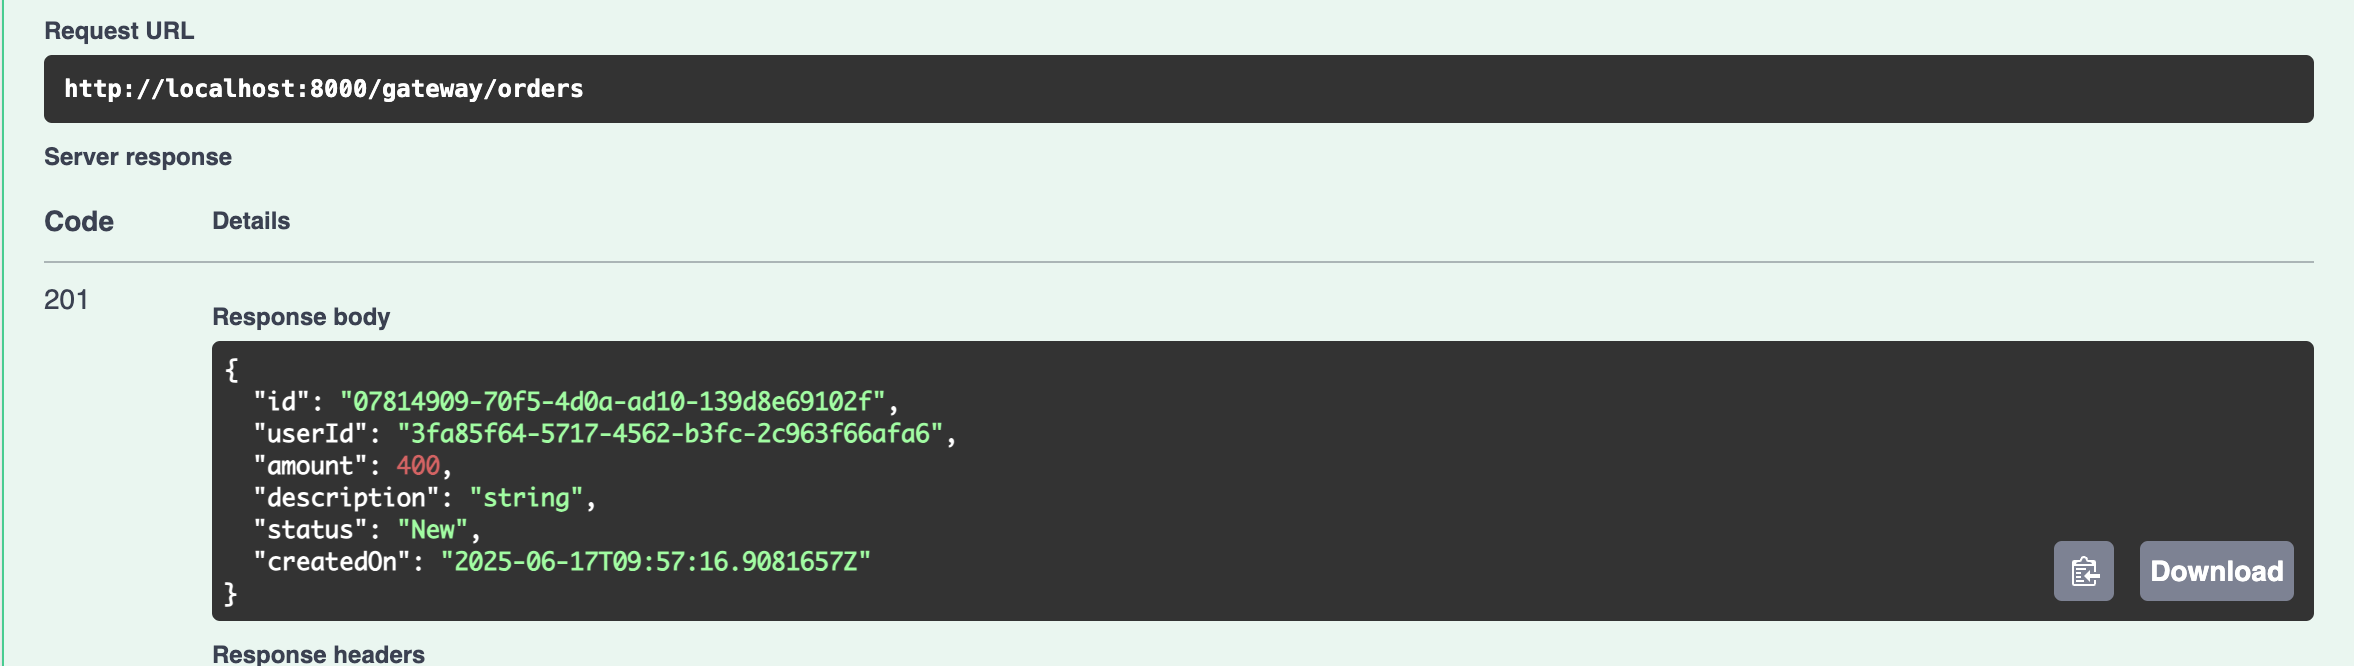 Request URL
http://localhost:8000/gateway/orders
Server response
Code Details
201
Response body
{
"id": "07814909-70f5-4d0a-ad10-139d8e69102f",
"userId": "3fa85f64-5717-4562-b3fc-2c963f66afa6",
"amount": 400,
"description": "string",
"status": "New",
"createdOn": "2025-06-17T09:57:16.9081657Z"
}
Download
Response headers